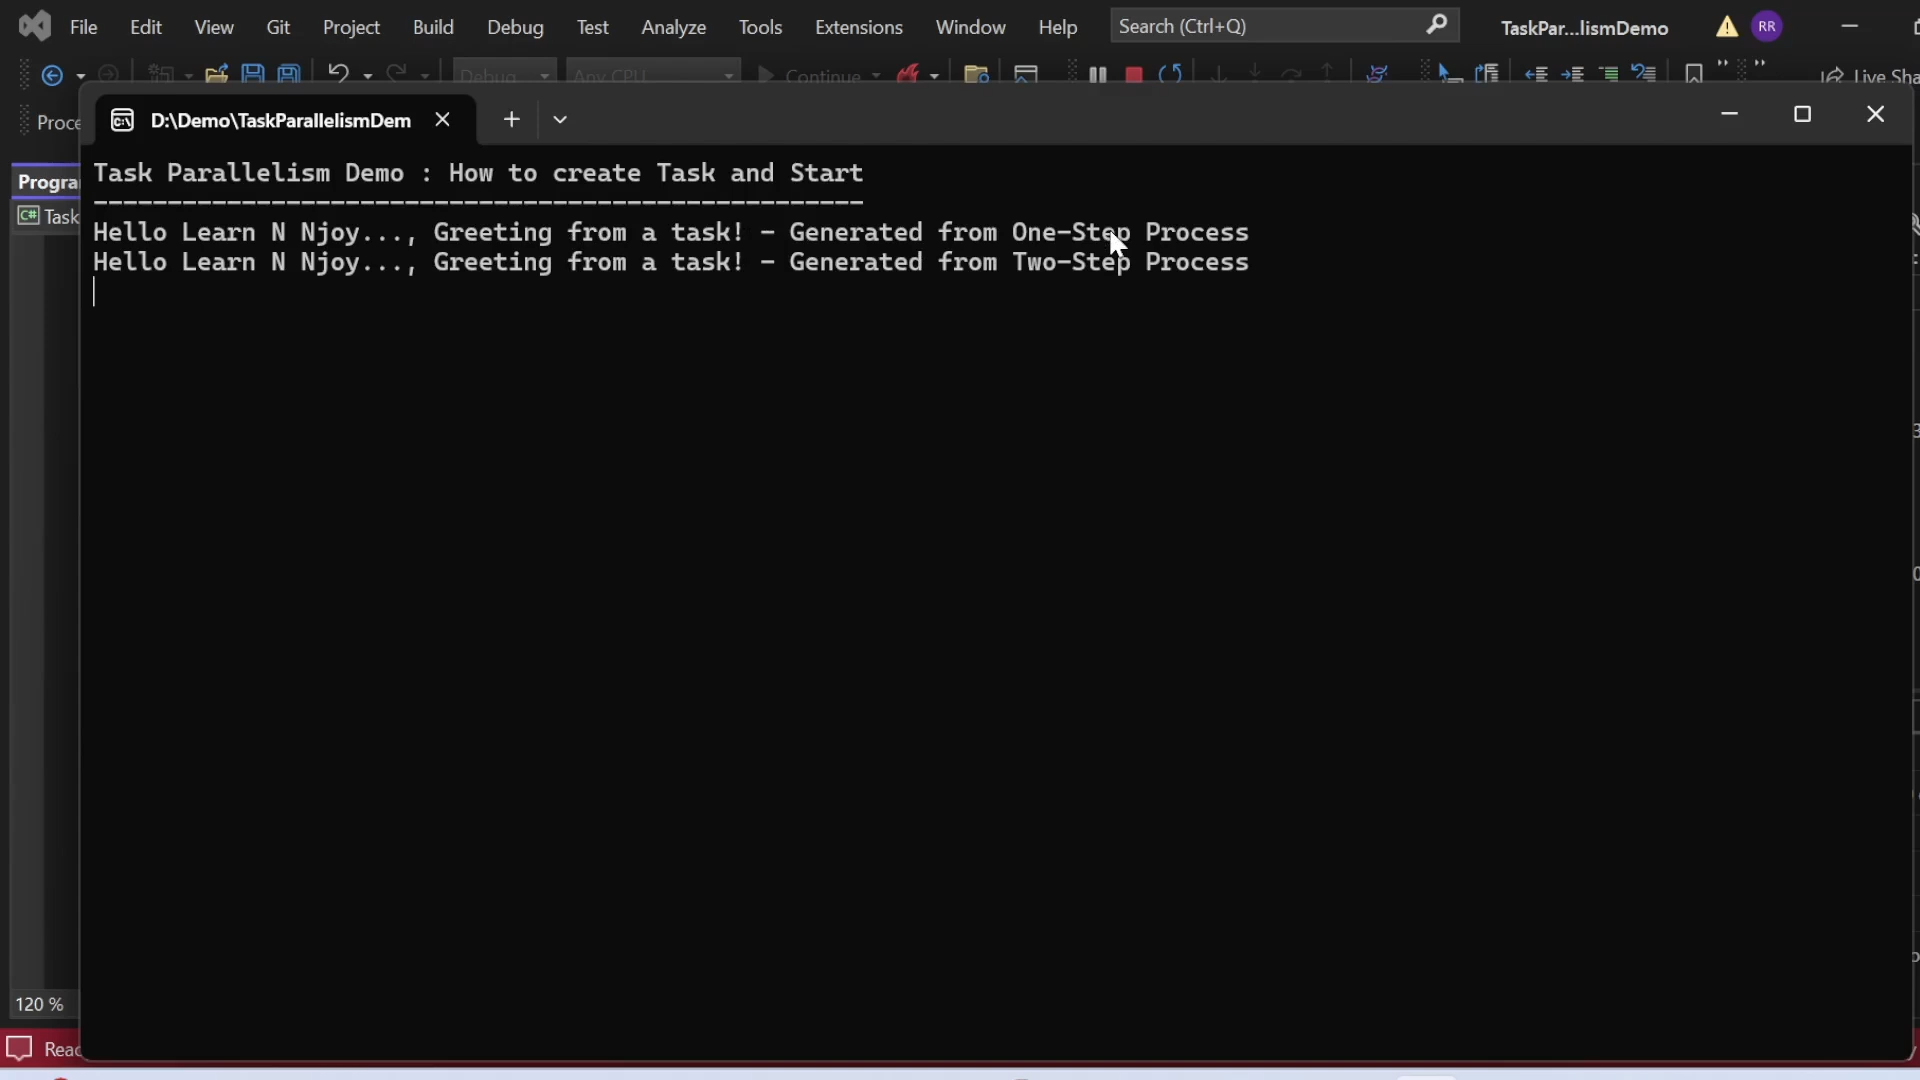 File Edit View Git Project Build Debug Test Analyze Tools Extensions Window Help Search (Ctrl+Q) TaskPar...lismDemo RR
Debug Any CPU Continue Live Sha
Proce
D:\Demo\TaskParallelismDem
Progra
Task
Task Parallelism Demo : How to create Task and Start
----------------------------------------------------
Hello Learn N Njoy..., Greeting from a task! - Generated from One-Step Process
Hello Learn N Njoy..., Greeting from a task! - Generated from Two-Step Process
120 %
Reac